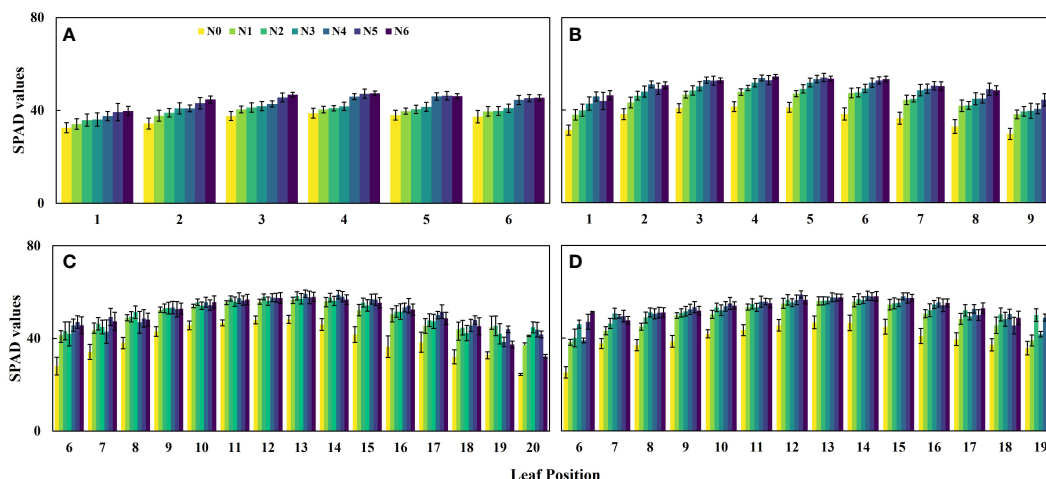 80
A
N0 N1 N2 N3 N4 N5 N6
SPAD values
40
0
1 2 3 4 5 6
B
1 2 3 4 5 6 7 8 9
80
C
SPAD values
40
0
6 7 8 9 10 11 12 13 14 15 16 17 18 19 20
D
6 7 8 9 10 11 12 13 14 15 16 17 18 19
Leaf Position